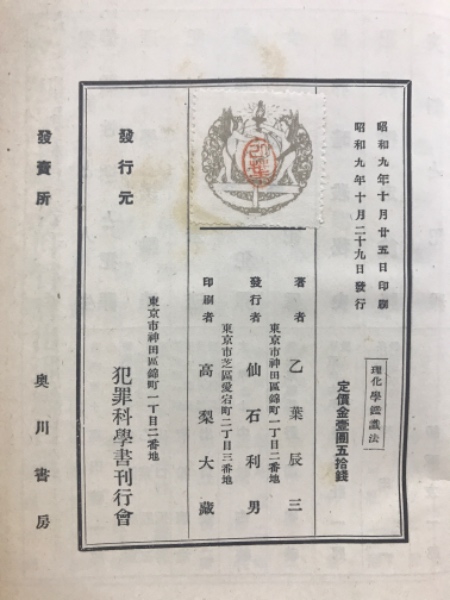 昭和九年十月廿五日印刷
昭和九年十月二十九日發行
理化學鑑識法
定價金壹圓五拾錢
著者　乙葉辰三
東京市神田區錦町一丁目二番地
發行者　仙石利男
東京市芝區愛宕町二丁目三番地
印刷者　高梨大藏
發行元
東京市神田區錦町一丁目二番地
犯罪科學書刊行會
發賣所　奥川書房